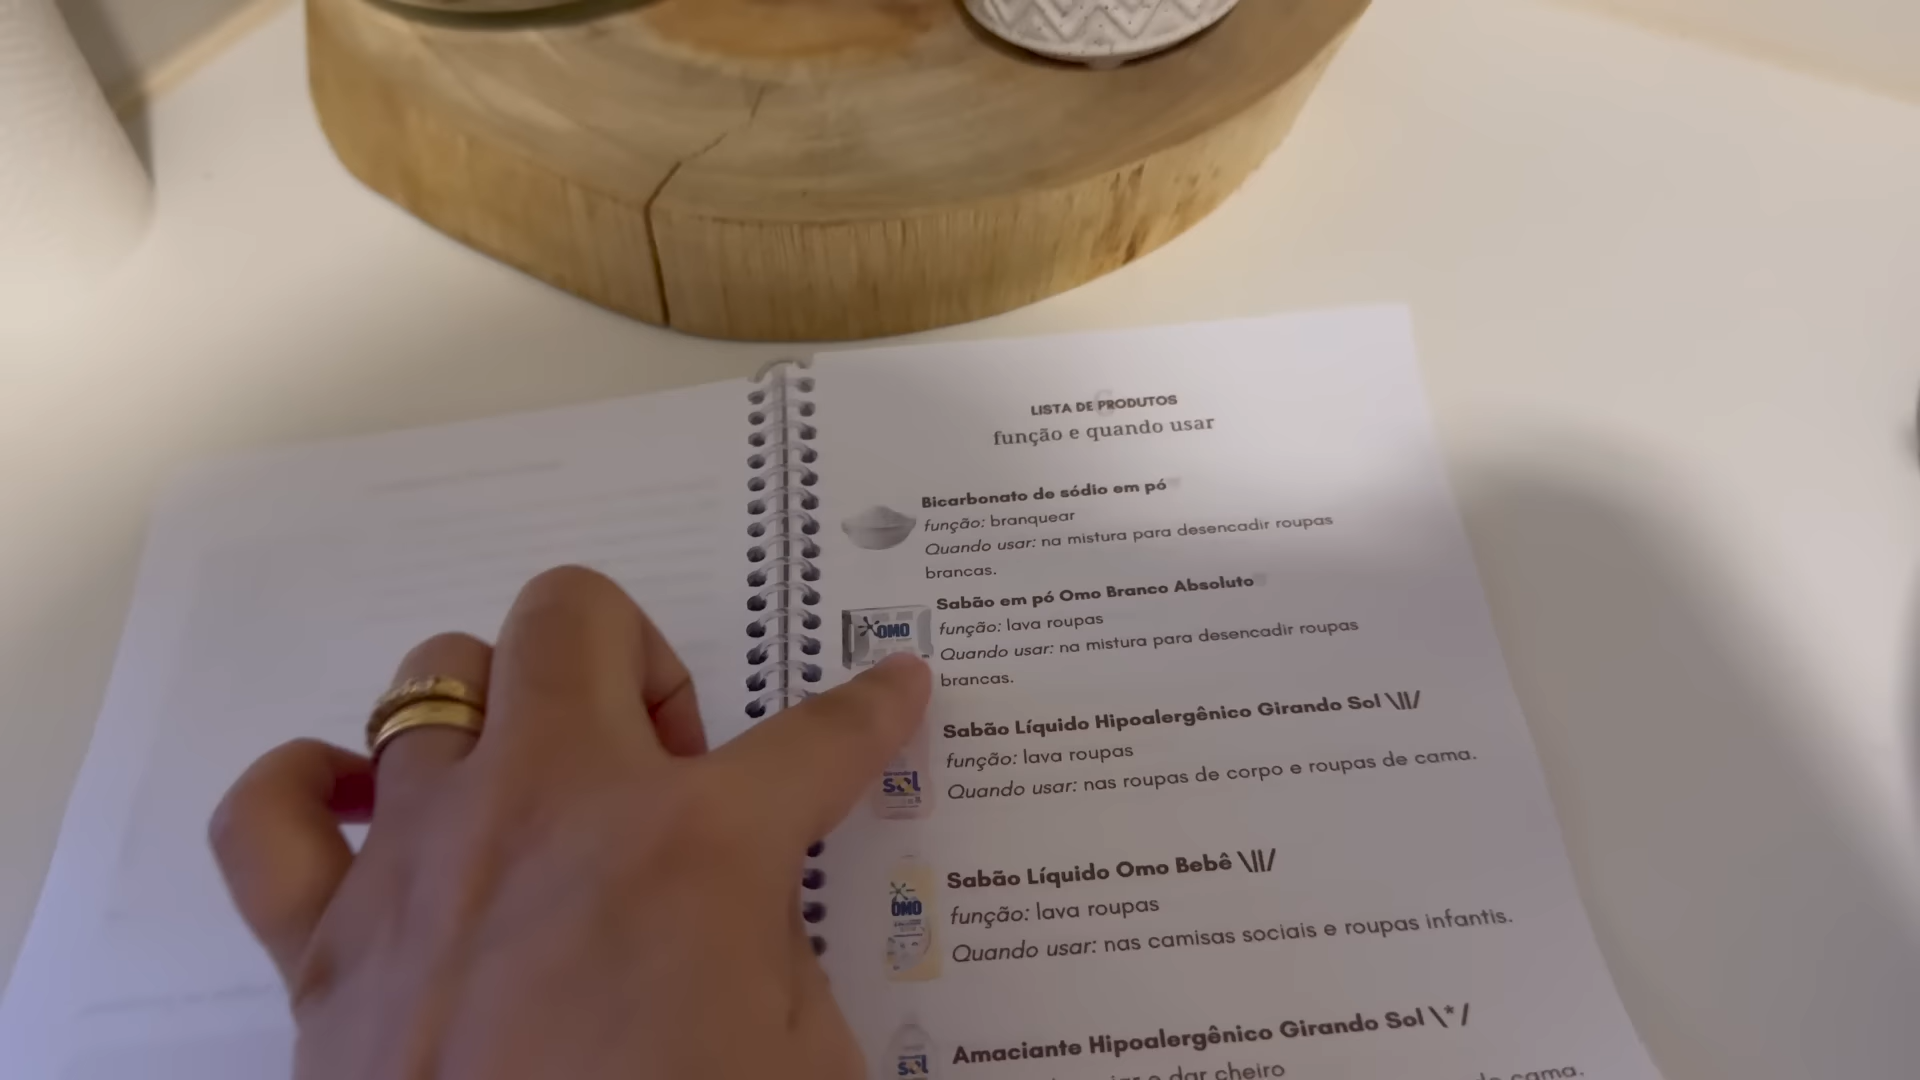 LISTA DE PRODUTOS
função e quando usar
Bicarbonato de sódio em pó
função: branquear
Quando usar: na mistura para desencadir roupas
brancas.
Sabão em pó Omo Branco Absoluto
OMO
função: lava roupas
Quando usar: na mistura para desencadir roupas
brancas.
Sabão Líquido Hipoalergênico Girando Sol \||/
função: lava roupas
sol
Quando usar: nas roupas de corpo e roupas de cama.
Sabão Líquido Omo Bebê \||/
OMO
função: lava roupas
Quando usar: nas camisas sociais e roupas infantis.
Amaciante Hipoalergênico Girando Sol \*/
sol
e dar cheiro
cama.